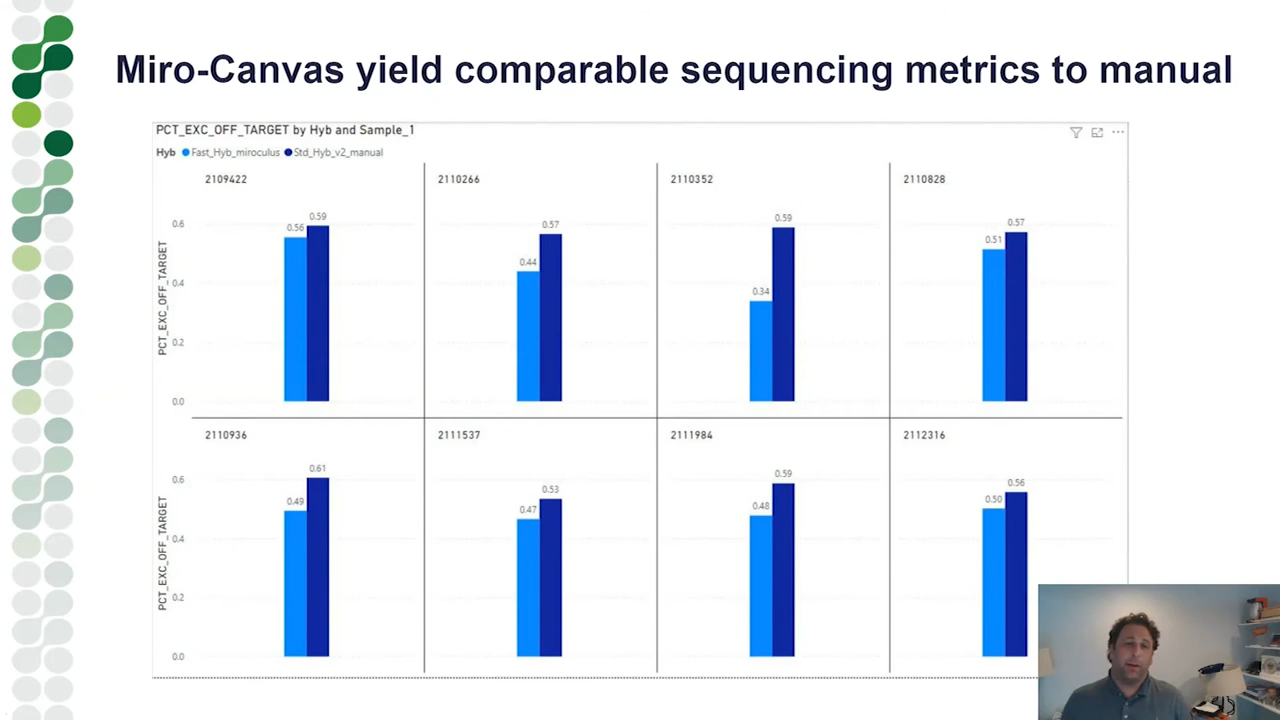 Miro-Canvas yield comparable sequencing metrics to manual
PCT_EXC_OFF_TARGET by Hyb and Sample_1
Hyb Fast_Hyb_miroculus Std_Hyb_v2_manual
2109422 2110266 2110352 2110828
PCT_EXC_OFF_TARGET
0.6
0.4
0.2
0.0
0.56 0.59
0.44 0.57
0.34 0.59
0.51 0.57
2110936 2111537 2111984 2112316
PCT_EXC_OFF_TARGET
0.6
0.4
0.2
0.0
0.49 0.61
0.47 0.53
0.48 0.59
0.50 0.56